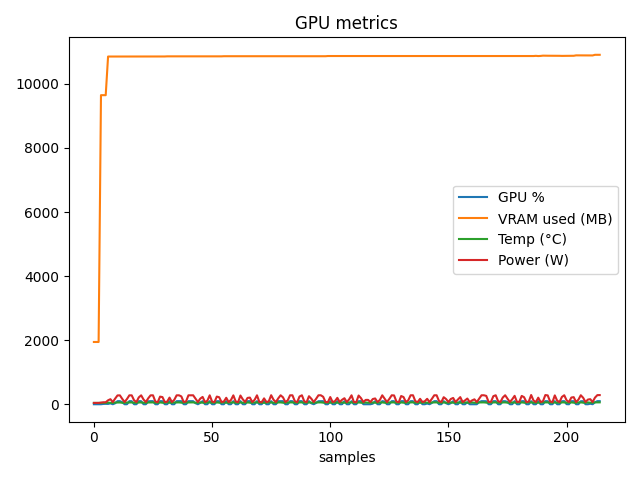 GPU metrics
10000
8000
6000
4000
2000
0
GPU %
VRAM used (MB)
Temp (°C)
Power (W)
0 50 100 150 200
samples